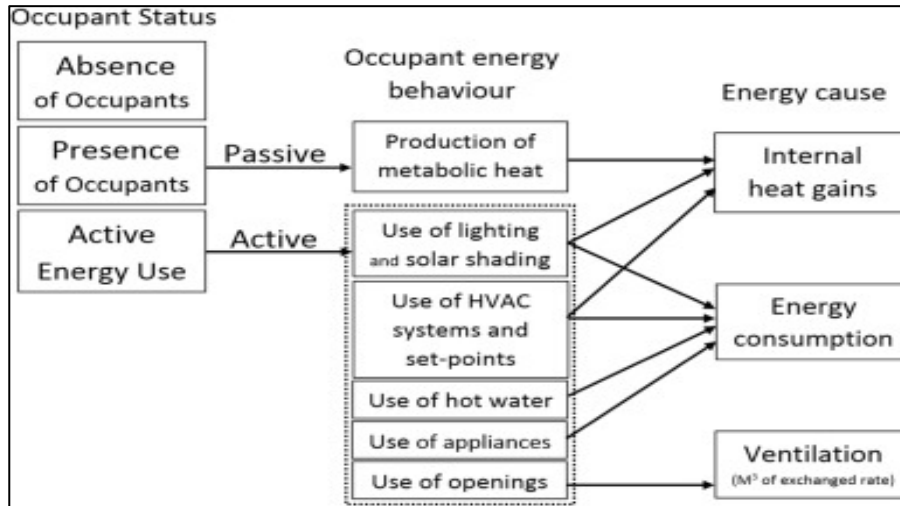 Occupant Status
Absence
of Occupants
Presence
of Occupants
Active
Energy Use
Passive
Active
Occupant energy
behaviour
Production of
metabolic heat
Use of lighting
and solar shading
Use of HVAC
systems and
set-points
Use of hot water
Use of appliances
Use of openings
Energy cause
Internal
heat gains
Energy
consumption
Ventilation
(M³ of exchanged rate)